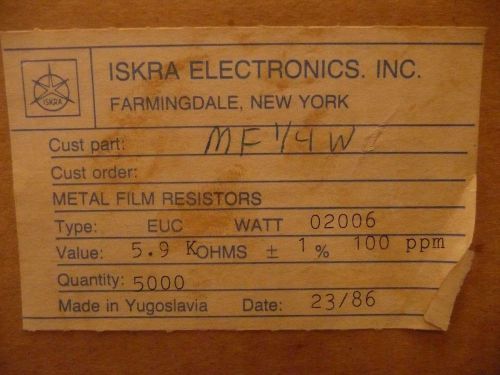 ISKRA
ISKRA ELECTRONICS. INC.
FARMINGDALE, NEW YORK
Cust part: MF 1/4 W
Cust order:
METAL FILM RESISTORS
Type: EUC WATT 02006
Value: 5.9 K OHMS ± 1 % 100 ppm
Quantity: 5000
Made in Yugoslavia Date: 23/86